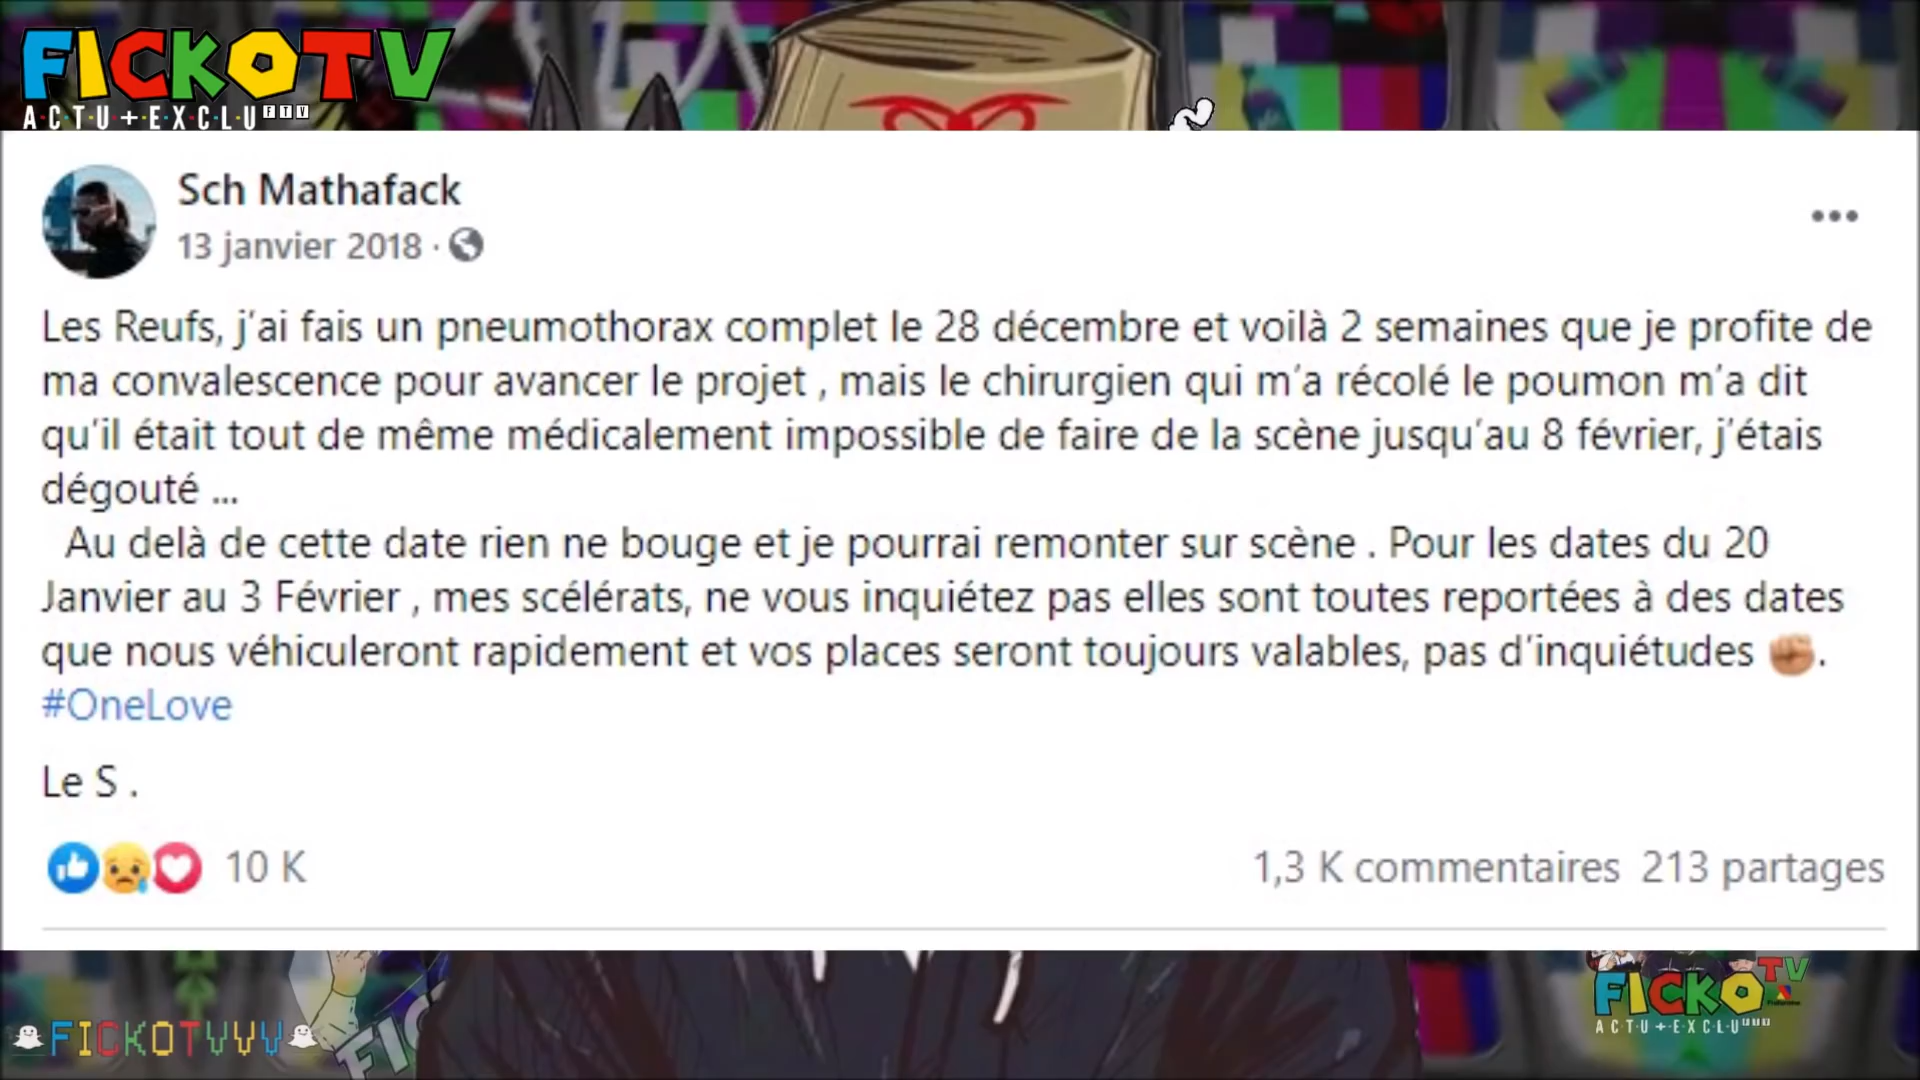 FICKOTV
ACTU+EXCLU FTV
Sch Mathafack
13 janvier 2018 ·
Les Reufs, j'ai fais un pneumothorax complet le 28 décembre et voilà 2 semaines que je profite de
ma convalescence pour avancer le projet , mais le chirurgien qui m'a récolé le poumon m'a dit
qu'il était tout de même médicalement impossible de faire de la scène jusqu'au 8 février, j'étais
dégouté ...
Au delà de cette date rien ne bouge et je pourrai remonter sur scène . Pour les dates du 20
Janvier au 3 Février , mes scélérats, ne vous inquiétez pas elles sont toutes reportées à des dates
que nous véhiculeront rapidement et vos places seront toujours valables, pas d'inquiétudes ✊🏼.
#OneLove
Le S .
10 K
1,3 K commentaires 213 partages
FICKOTVVV
FICKOTV
ACTU+EXCLU